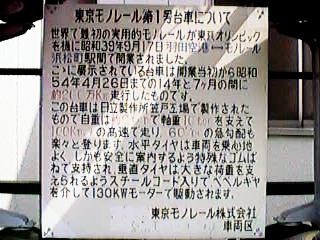 東京モノレール第1号台車について
世界で最初の実用的モノレールが東京オリンピック
を機に昭和39年9月17日羽田空港⟷モノレール
浜松町駅間で開業されました。
こゝに展示されている台車は開業当初から昭和
54年4月26日までの14年と7ヶ月の間に
走行したものです。
この台車は日立製作所笠戸工場で製作された
もので自重は 軸重 を支えて
100Km の高速で走り、60 の急勾配も
楽々と登ります。水平タイヤは車両を乗心地
よく、しかも安全に案内するよう特殊なゴムば
ねで支持され、垂直タイヤは大きな荷重を支
えられるようスチールコード入りでベベルギヤ
を介して130KWモーターで駆動されます。
東京モノレール株式会社
車両区